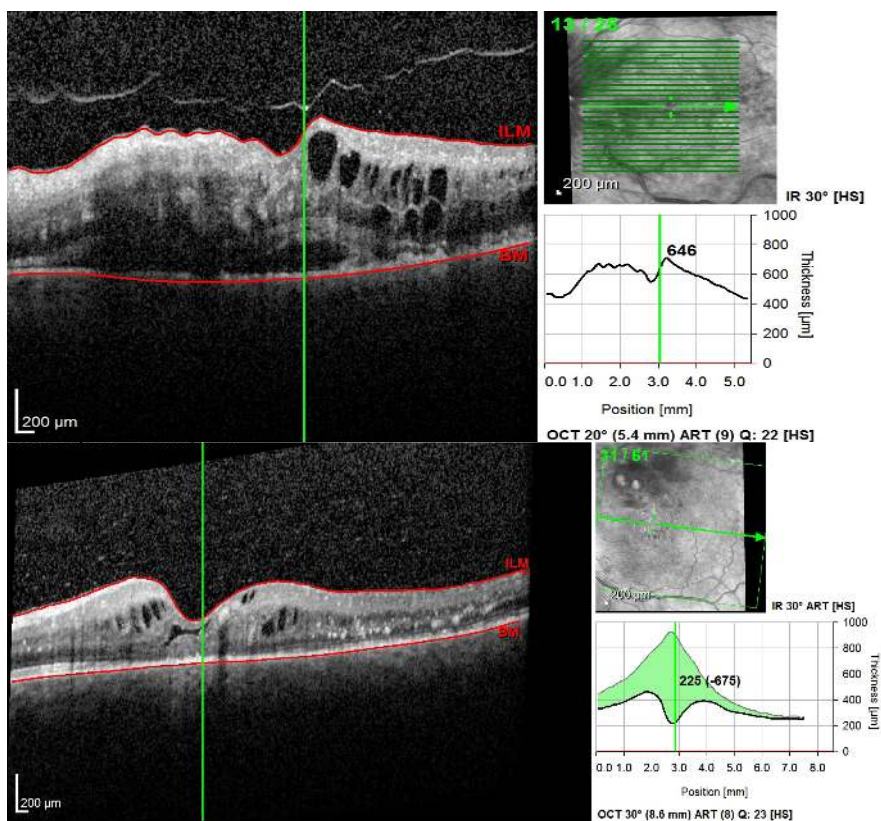 13 / 25
ILM
BM
200 µm
200 µm
IR 30° [HS]
646
1000
800
600
400
200
0
Thickness [µm]
0.0 1.0 2.0 3.0 4.0 5.0
Position [mm]
OCT 20° (5.4 mm) ART (9) Q: 22 [HS]
31 / 61
ILM
BM
200 µm
200 µm
IR 30° ART [HS]
225 (-675)
1000
800
600
400
200
0
Thickness [µm]
0.0 1.0 2.0 3.0 4.0 5.0 6.0 7.0 8.0
Position [mm]
OCT 30° (8.6 mm) ART (8) Q: 23 [HS]